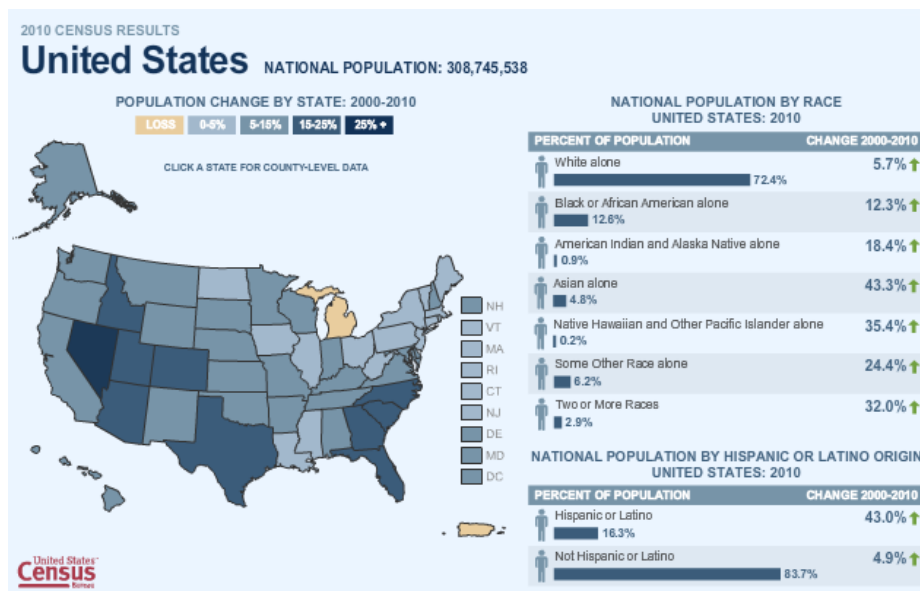 2010 CENSUS RESULTS
United States NATIONAL POPULATION: 308,745,538
POPULATION CHANGE BY STATE: 2000-2010
LOSS 0-5% 5-15% 15-25% 25% +
CLICK A STATE FOR COUNTY-LEVEL DATA
NH
VT
MA
RI
CT
NJ
DE
MD
DC
United States
Census
Bureau
NATIONAL POPULATION BY RACE
UNITED STATES: 2010
PERCENT OF POPULATION CHANGE 2000-2010
White alone 5.7%
72.4%
Black or African American alone 12.3%
12.6%
American Indian and Alaska Native alone 18.4%
0.9%
Asian alone 43.3%
4.8%
Native Hawaiian and Other Pacific Islander alone 35.4%
0.2%
Some Other Race alone 24.4%
6.2%
Two or More Races 32.0%
2.9%
NATIONAL POPULATION BY HISPANIC OR LATINO ORIGIN
UNITED STATES: 2010
PERCENT OF POPULATION CHANGE 2000-2010
Hispanic or Latino 43.0%
16.3%
Not Hispanic or Latino 4.9%
83.7%